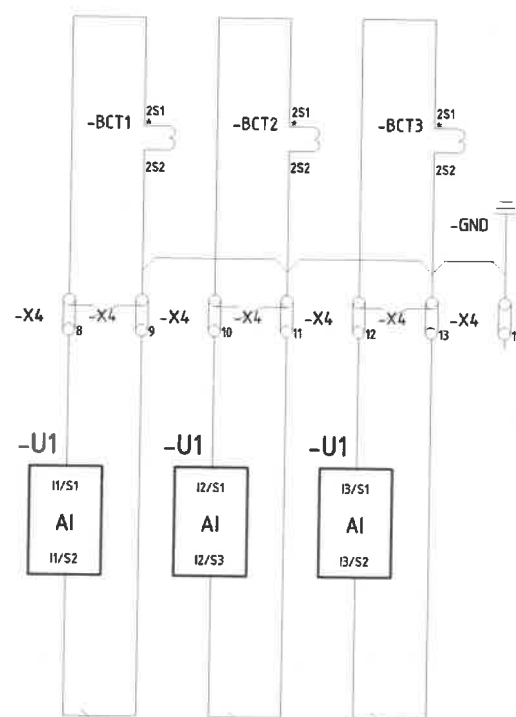 2S1 2S1 2S1
-BCT1 -BCT2 -BCT3
2S2 2S2 2S2
-GND
-X4 8 -X4 9 -X4 10 -X4 11 -X4 12 -X4 13 -X4 1
-U1 -U1 -U1
I1/S1 I2/S1 I3/S1
AI AI AI
I1/S2 I2/S3 I3/S2